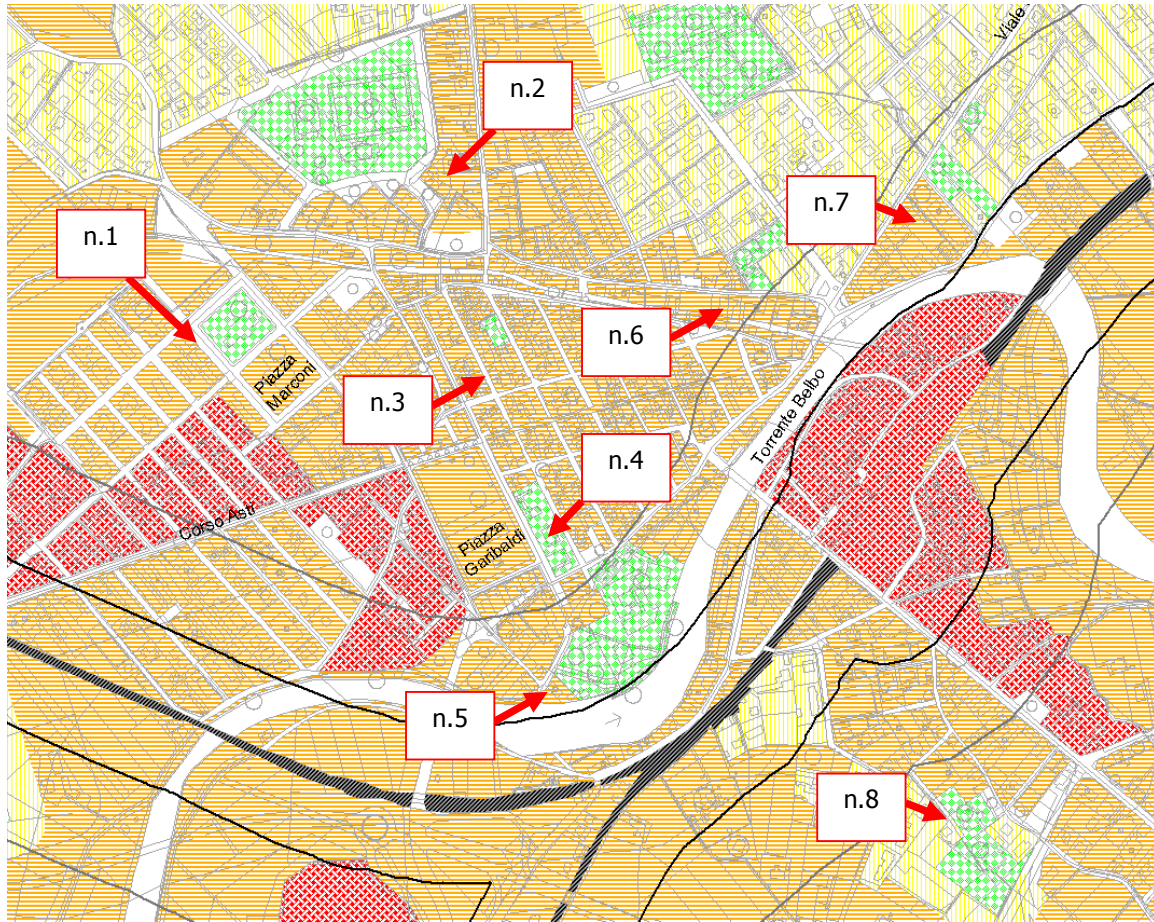 Viale
n.2
n.7
n.1
n.6
Piazza
Marconi
n.3
Torrente Belbo
n.4
Corso Asti
Piazza
Garibaldi
n.5
n.8